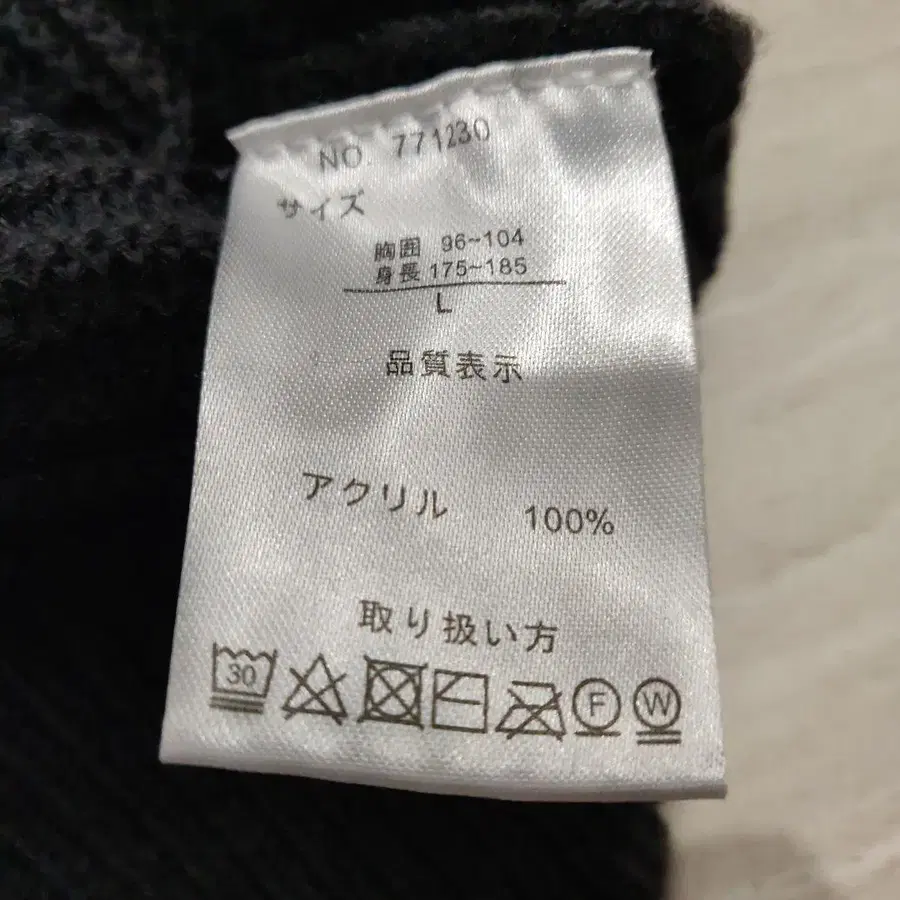 NO. 771230
サイズ
胸囲 96~104
身長 175~185
L
品質表示
アクリル 100%
取り扱い方
30 F W